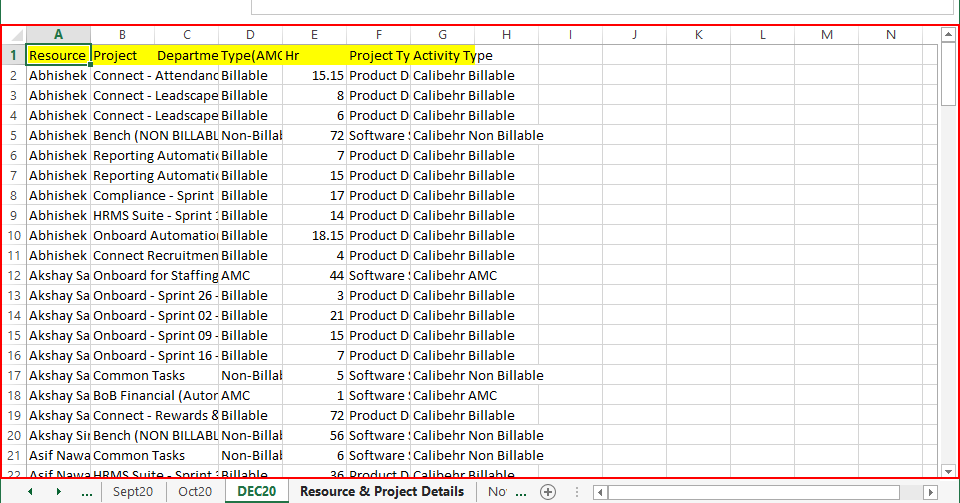 A B C D E F G H I J K L M N
1 Resource Project Departme Type(AMC Hr Project Ty Activity Type
2 Abhishek Connect - Attendanc Billable 15.15 Product D Calibehr Billable
3 Abhishek Connect - Leadscape Billable 8 Product D Calibehr Billable
4 Abhishek Connect - Leadscape Billable 6 Product D Calibehr Billable
5 Abhishek Bench (NON BILLABL Non-Billab 72 Software S Calibehr Non Billable
6 Abhishek Reporting Automatic Billable 7 Product D Calibehr Billable
7 Abhishek Reporting Automatic Billable 15 Product D Calibehr Billable
8 Abhishek Compliance - Sprint Billable 17 Product D Calibehr Billable
9 Abhishek HRMS Suite - Sprint 1 Billable 14 Product D Calibehr Billable
10 Abhishek Onboard Automation Billable 18.15 Product D Calibehr Billable
11 Abhishek Connect Recruitmen Billable 4 Product D Calibehr Billable
12 Akshay Sa Onboard for Staffing AMC 44 Software S Calibehr AMC
13 Akshay Sa Onboard - Sprint 26 - Billable 3 Product D Calibehr Billable
14 Akshay Sa Onboard - Sprint 02 - Billable 21 Product D Calibehr Billable
15 Akshay Sa Onboard - Sprint 09 - Billable 15 Product D Calibehr Billable
16 Akshay Sa Onboard - Sprint 16 - Billable 7 Product D Calibehr Billable
17 Akshay Sa Common Tasks Non-Billab 5 Software S Calibehr Non Billable
18 Akshay Sa BoB Financial (Autor AMC 1 Software S Calibehr AMC
19 Akshay Sa Connect - Rewards & Billable 72 Product D Calibehr Billable
20 Akshay Sin Bench (NON BILLABL Non-Billab 56 Software S Calibehr Non Billable
21 Asif Nawa Common Tasks Non-Billab 6 Software S Calibehr Non Billable
22 Asif Nawa HRMS Suite - Sprint Billable 36 Product D Calibehr Billable
... Sept20 Oct20 DEC20 Resource & Project Details No ...